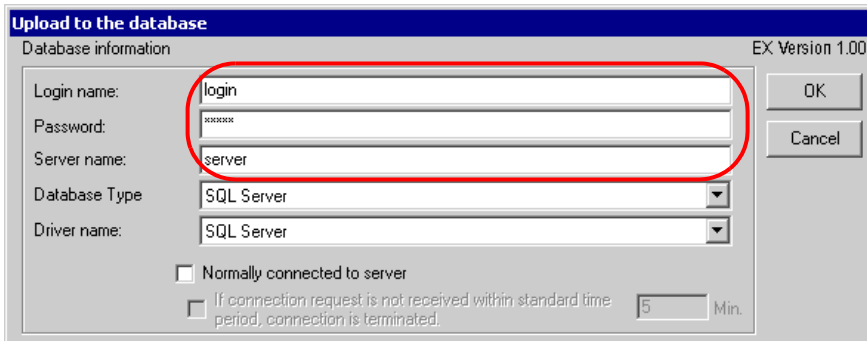 Upload to the database
Database information
EX Version 1.00
Login name:
login
OK
Password:
xxxxx
Cancel
Server name:
server
Database Type
SQL Server
Driver name:
SQL Server
Normally connected to server
If connection request is not received within standard time
period, connection is terminated.
5
Min.